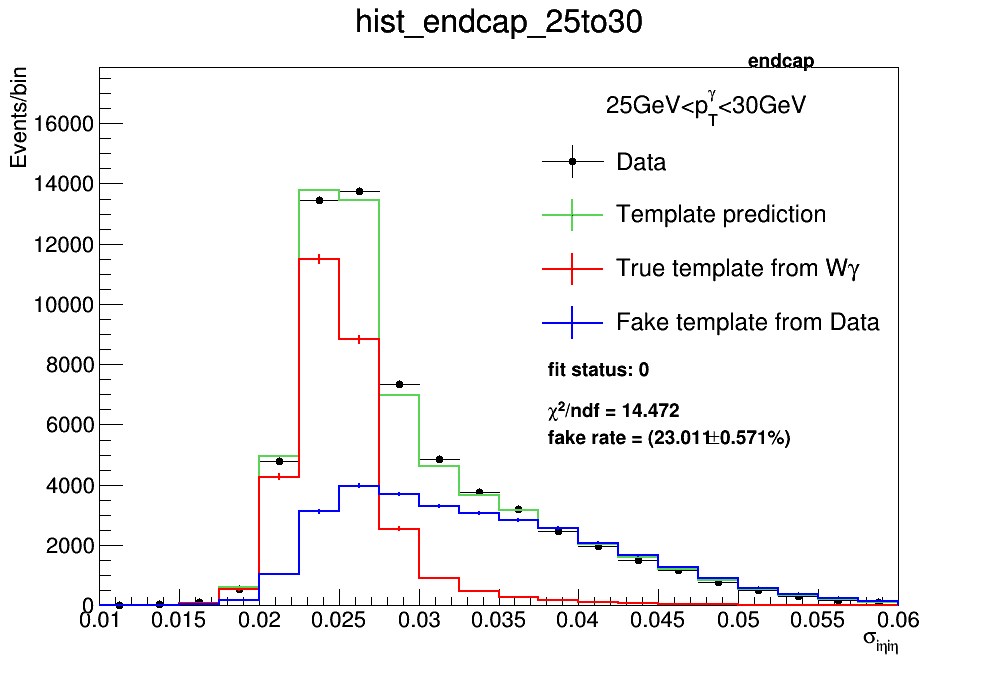 hist_endcap_25to30
endcap
Events/bin
25GeV<p_T^γ<30GeV
Data
Template prediction
True template from Wγ
Fake template from Data
fit status: 0
χ²/ndf = 14.472
fake rate = (23.011±0.571%)
16000
14000
12000
10000
8000
6000
4000
2000
0
0.01 0.015 0.02 0.025 0.03 0.035 0.04 0.045 0.05 0.055 0.06
σ_iηiη